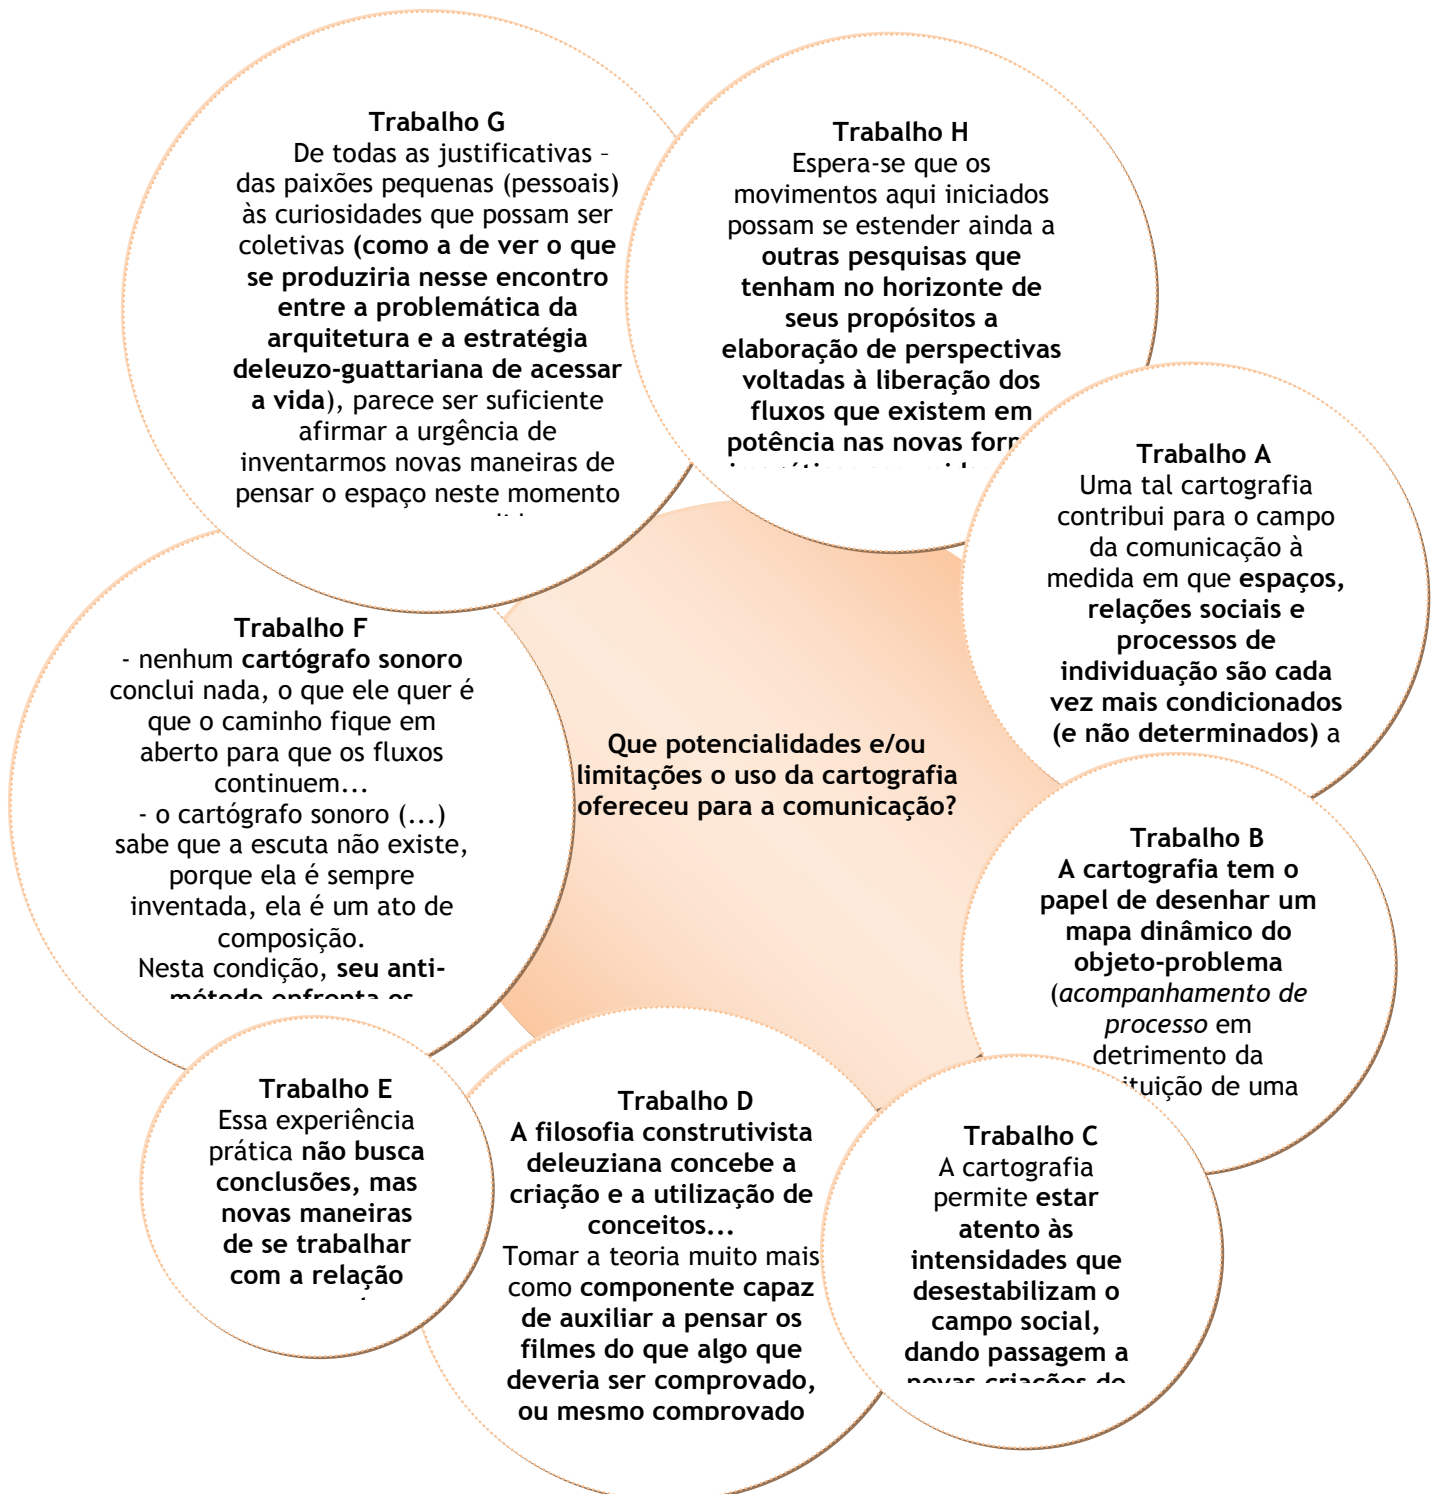 Trabalho G
De todas as justificativas –
das paixões pequenas (pessoais)
às curiosidades que possam ser
coletivas (como a de ver o que
se produziria nesse encontro
entre a problemática da
arquitetura e a estratégia
deleuzo-guattariana de acessar
a vida), parece ser suficiente
afirmar a urgência de
inventarmos novas maneiras de
pensar o espaço neste momento
Trabalho H
Espera-se que os
movimentos aqui iniciados
possam se estender ainda a
outras pesquisas que
tenham no horizonte de
seus propósitos a
elaboração de perspectivas
voltadas à liberação dos
fluxos que existem em
potência nas novas
Trabalho A
Uma tal cartografia
contribui para o campo
da comunicação à
medida em que espaços,
relações sociais e
processos de
individuação são cada
vez mais condicionados
(e não determinados) a
Trabalho B
A cartografia tem o
papel de desenhar um
mapa dinâmico do
objeto-problema
(acompanhamento de
processo em
detrimento da
ituição de uma
Trabalho C
A cartografia
permite estar
atento às
intensidades que
desestabilizam o
campo social,
dando passagem a
novas criações de
Trabalho D
A filosofia construtivista
deleuziana concebe a
criação e a utilização de
conceitos...
Tomar a teoria muito mais
como componente capaz
de auxiliar a pensar os
filmes do que algo que
deveria ser comprovado,
ou mesmo comprovado
Trabalho E
Essa experiência
prática não busca
conclusões, mas
novas maneiras
de se trabalhar
com a relação
Trabalho F
- nenhum cartógrafo sonoro
conclui nada, o que ele quer é
que o caminho fique em
aberto para que os fluxos
continuem...
- o cartógrafo sonoro (...)
sabe que a escuta não existe,
porque ela é sempre
inventada, ela é um ato de
composição.
Nesta condição, seu anti-
método enfronta os
Que potencialidades e/ou
limitações o uso da cartografia
ofereceu para a comunicação?